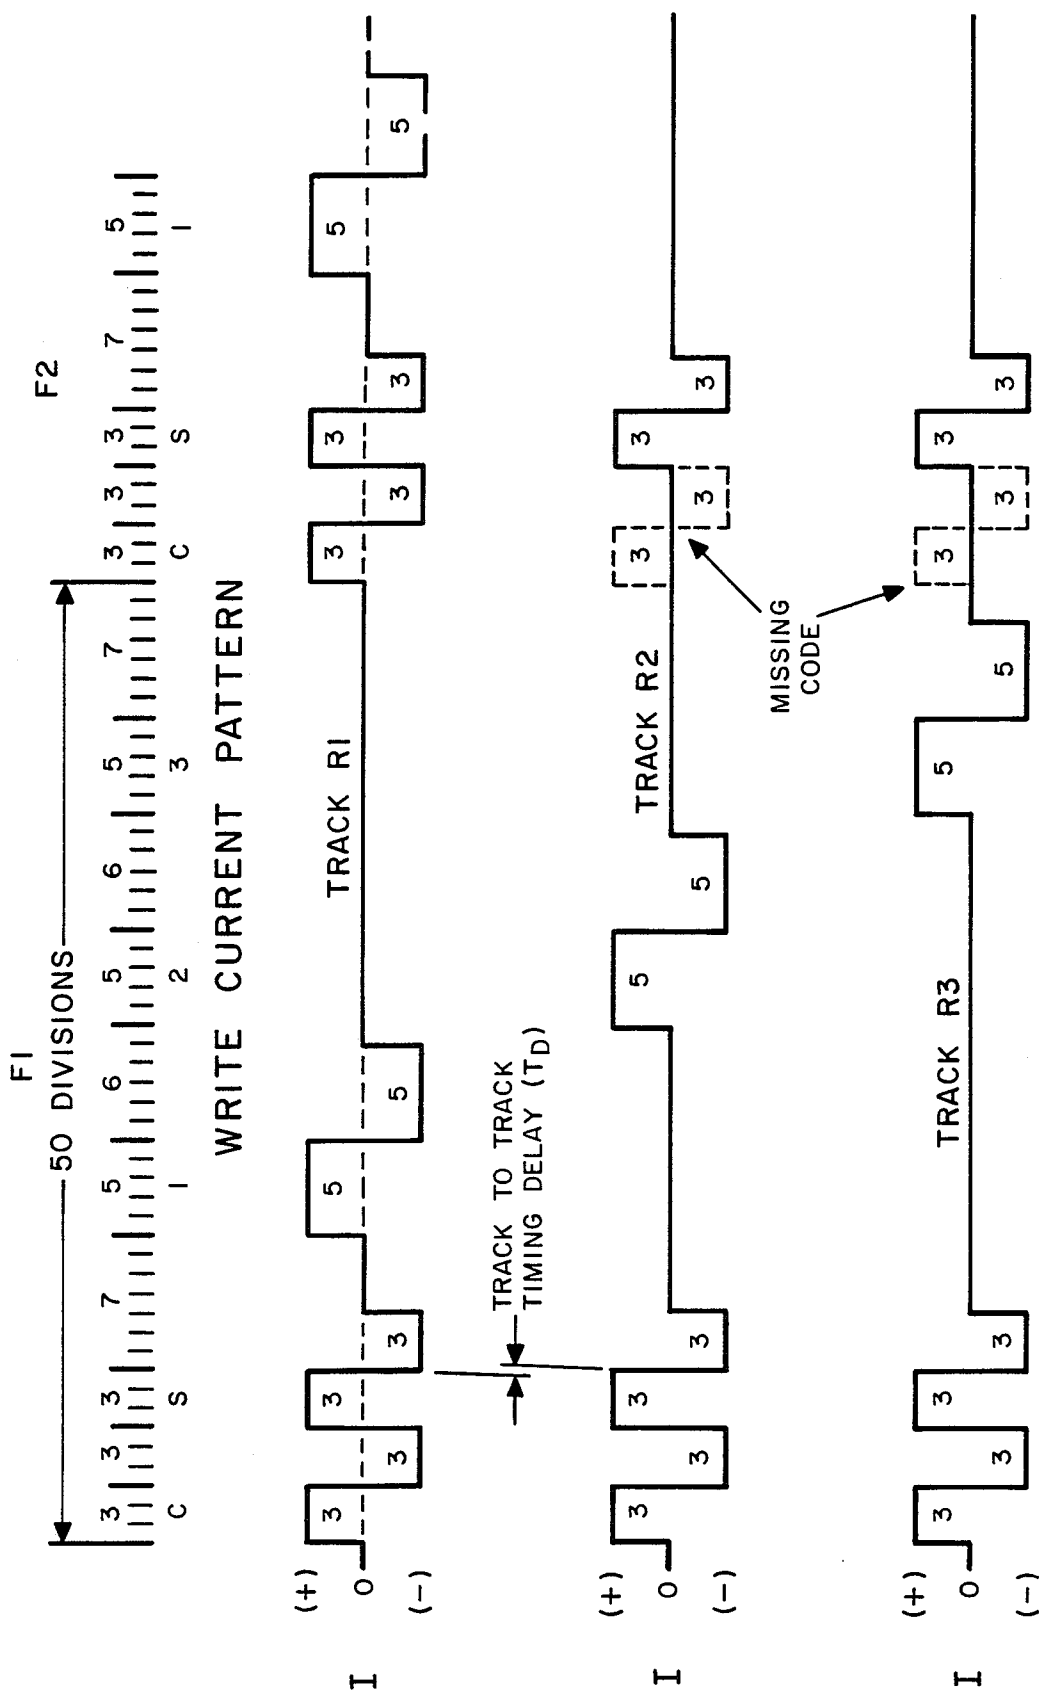 F1
F2
50 DIVISIONS
3 3 3 7 5 6 5 6 5 7 3 3 3 7 5
C S 1 2 3 C S 1
WRITE CURRENT PATTERN
(+)
3 3 5 3 3 5
I 0
TRACK R1
3 3 5 3 3 5
(-)
TRACK TO TRACK
TIMING DELAY (TD)
(+)
3 3 5 3 3
I 0
TRACK R2
3 3 5 3 3
(-)
MISSING
CODE
(+)
3 3 5 3 3
I 0
TRACK R3
3 3 5 3 3
(-)